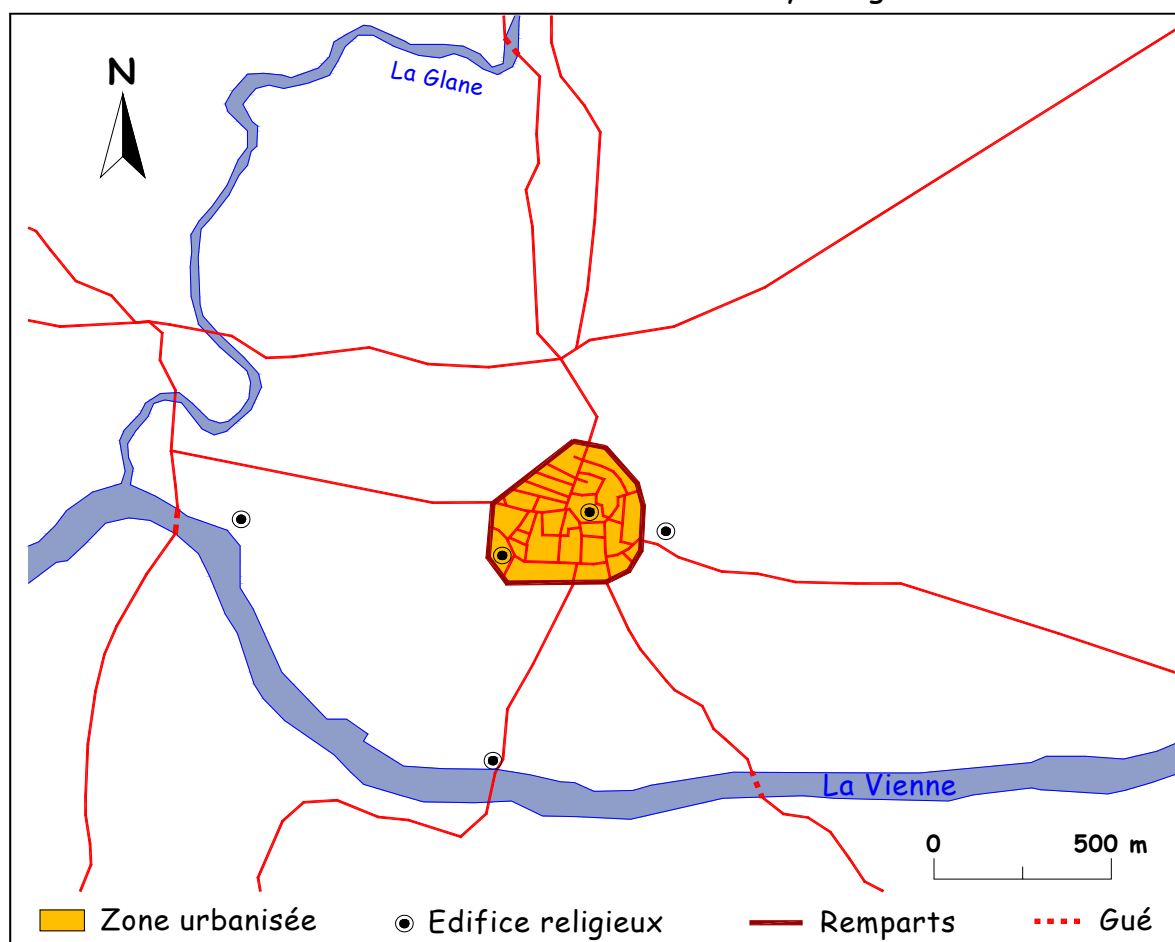 La Glane
N
La Vienne
0 500 m
Zone urbanisée
Edifice religieux
Remparts
Gué